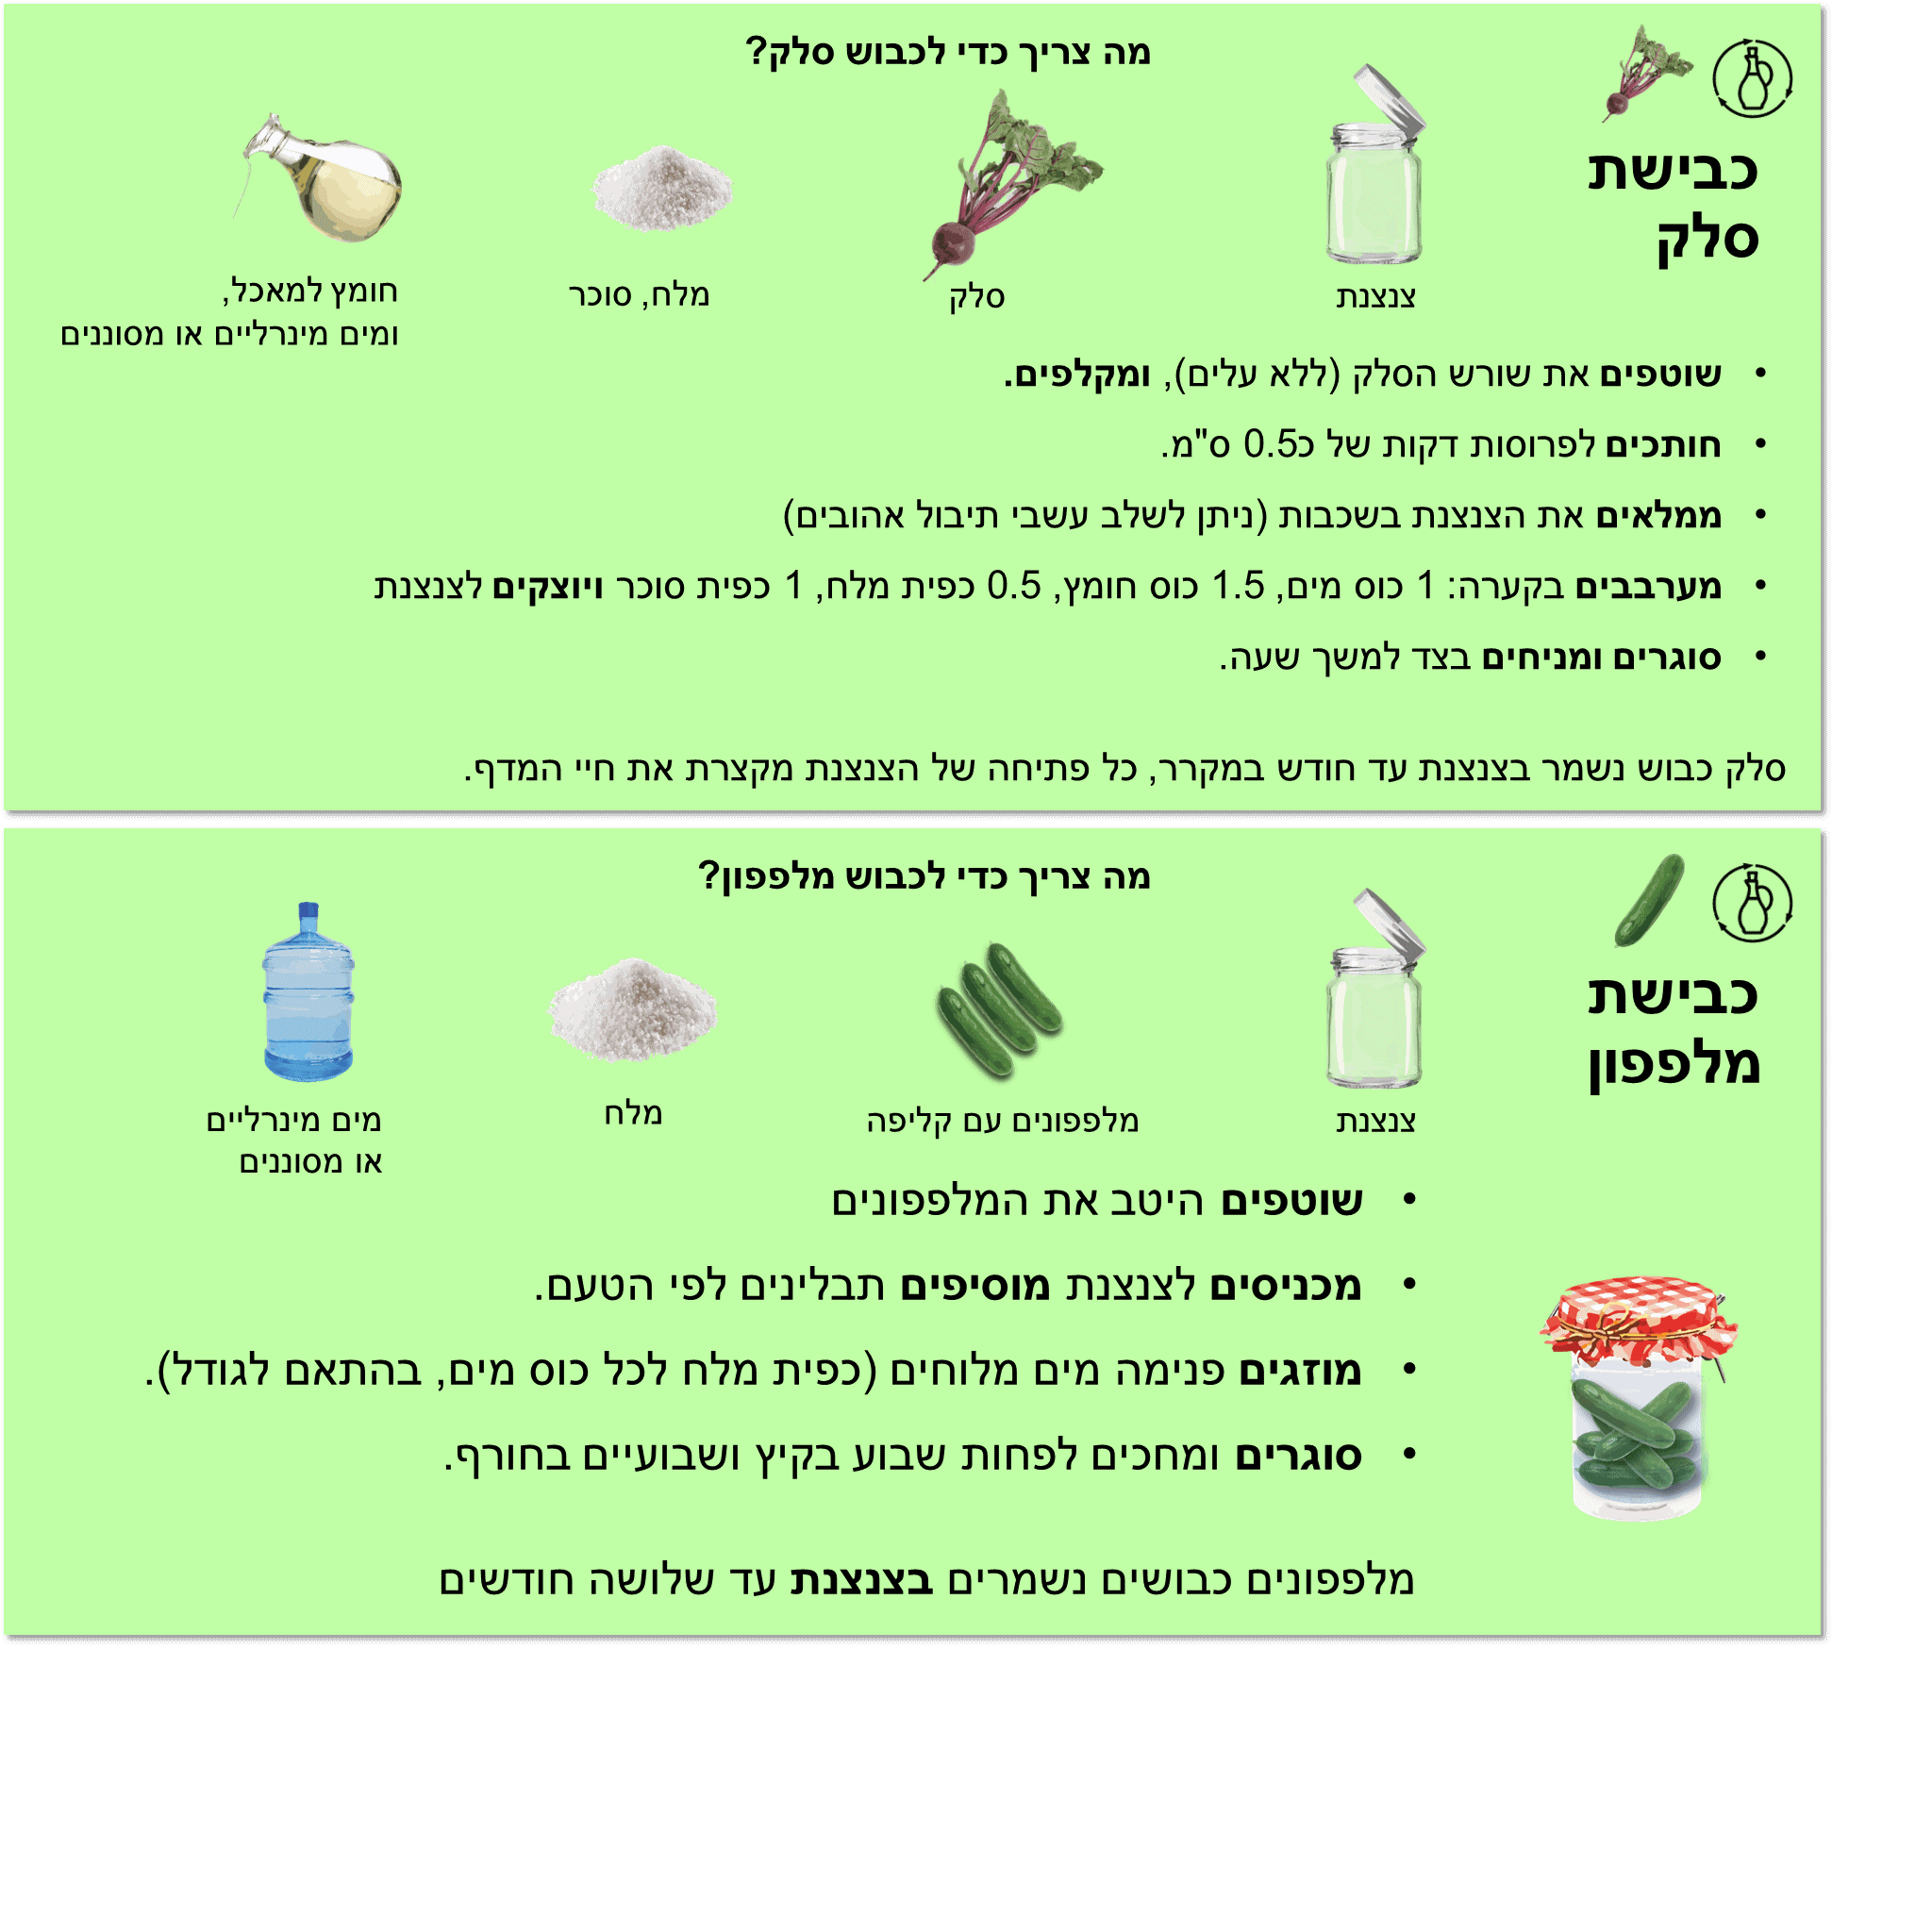 מה צריך כדי לכבוש סלק?
כבישת
סלק
צנצנת
סלק
מלח, סוכר
חומץ למאכל,
ומים מינרליים או מסוננים
• שוטפים את שורש הסלק (ללא עלים), ומקלפים.
• חותכים לפרוסות דקות של כ0.5 ס"מ.
• ממלאים את הצנצנת בשכבות (ניתן לשלב עשבי תיבול אהובים)
• מערבבים בקערה: 1 כוס מים, 1.5 כוס חומץ, 0.5 כפית מלח, 1 כפית סוכר ויוצקים לצנצנת
• סוגרים ומניחים בצד למשך שעה.
סלק כבוש נשמר בצנצנת עד חודש במקרר, כל פתיחה של הצנצנת מקצרת את חיי המדף.
מה צריך כדי לכבוש מלפפון?
כבישת
מלפפון
צנצנת
מלפפונים עם קליפה
מלח
מים מינרליים
או מסוננים
• שוטפים היטב את המלפפונים
• מכניסים לצנצנת מוסיפים תבלינים לפי הטעם.
• מוזגים פנימה מים מלוחים (כפית מלח לכל כוס מים, בהתאם לגודל).
• סוגרים ומחכים לפחות שבוע בקיץ ושבועיים בחורף.
מלפפונים כבושים נשמרים בצנצנת עד שלושה חודשים